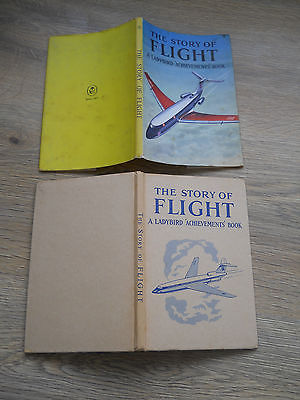 THE STORY OF FLIGHT
THE STORY OF
FLIGHT
A LADYBIRD 'ACHIEVEMENTS' BOOK
THE STORY OF FLIGHT
THE STORY OF
FLIGHT
A LADYBIRD 'ACHIEVEMENTS' BOOK